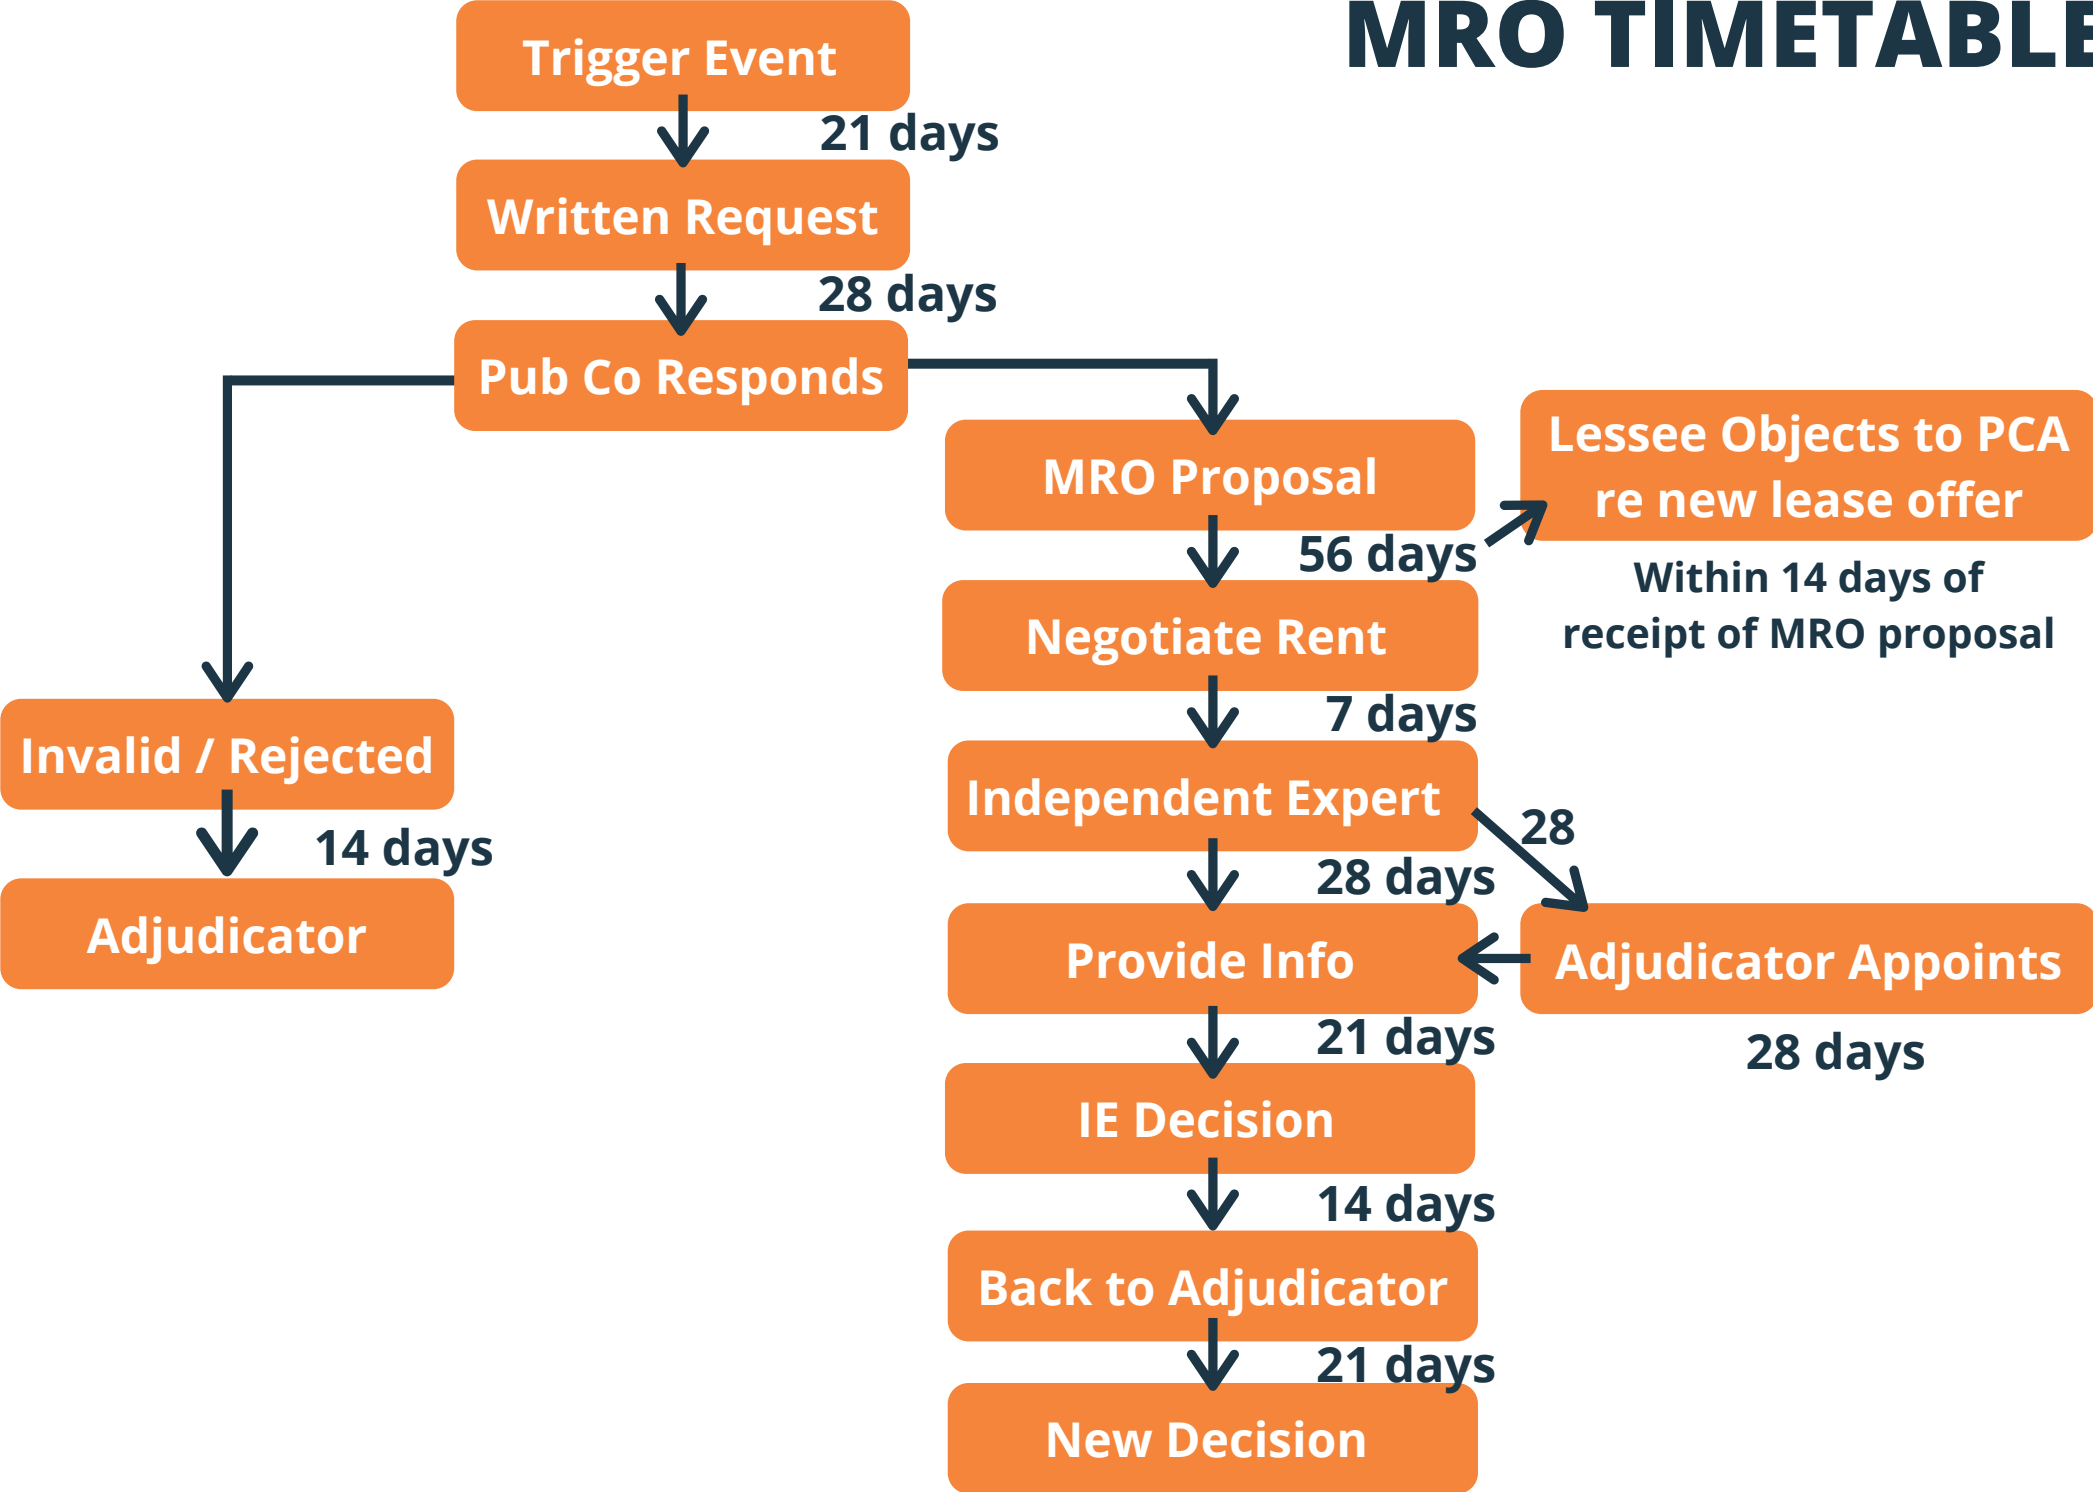 MRO TIMETABLE
Trigger Event
21 days
Written Request
28 days
Pub Co Responds
MRO Proposal
Lessee Objects to PCA
re new lease offer
56 days
Within 14 days of
receipt of MRO proposal
Negotiate Rent
7 days
Invalid / Rejected
Independent Expert
28
14 days
28 days
Adjudicator
Provide Info
Adjudicator Appoints
21 days
28 days
IE Decision
14 days
Back to Adjudicator
21 days
New Decision